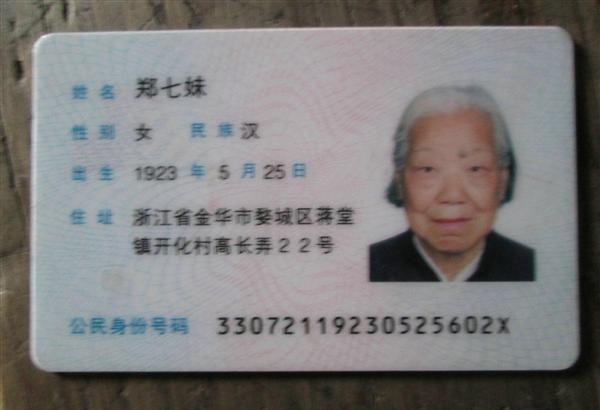 姓名 郑七妹
性别 女 民族 汉
出生 1923 年 5 月 25 日
住址 浙江省金华市婺城区蒋堂
镇开化村高长弄２２号
公民身份号码 33072119230525602X